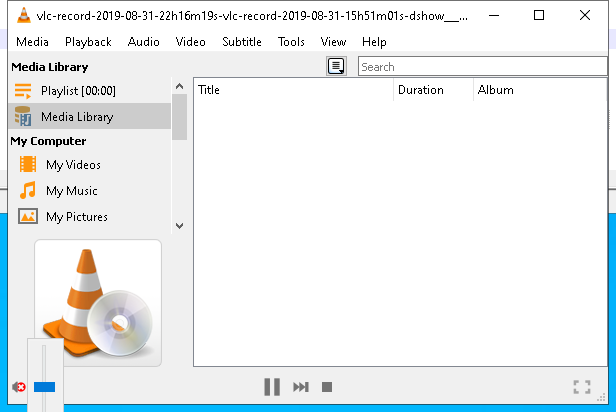 vlc-record-2019-08-31-22h16m19s-vlc-record-2019-08-31-15h51m01s-dshow__...
Media Playback Audio Video Subtitle Tools View Help
Media Library
Search
Playlist [00:00]
Title Duration Album
Media Library
My Computer
My Videos
My Music
My Pictures